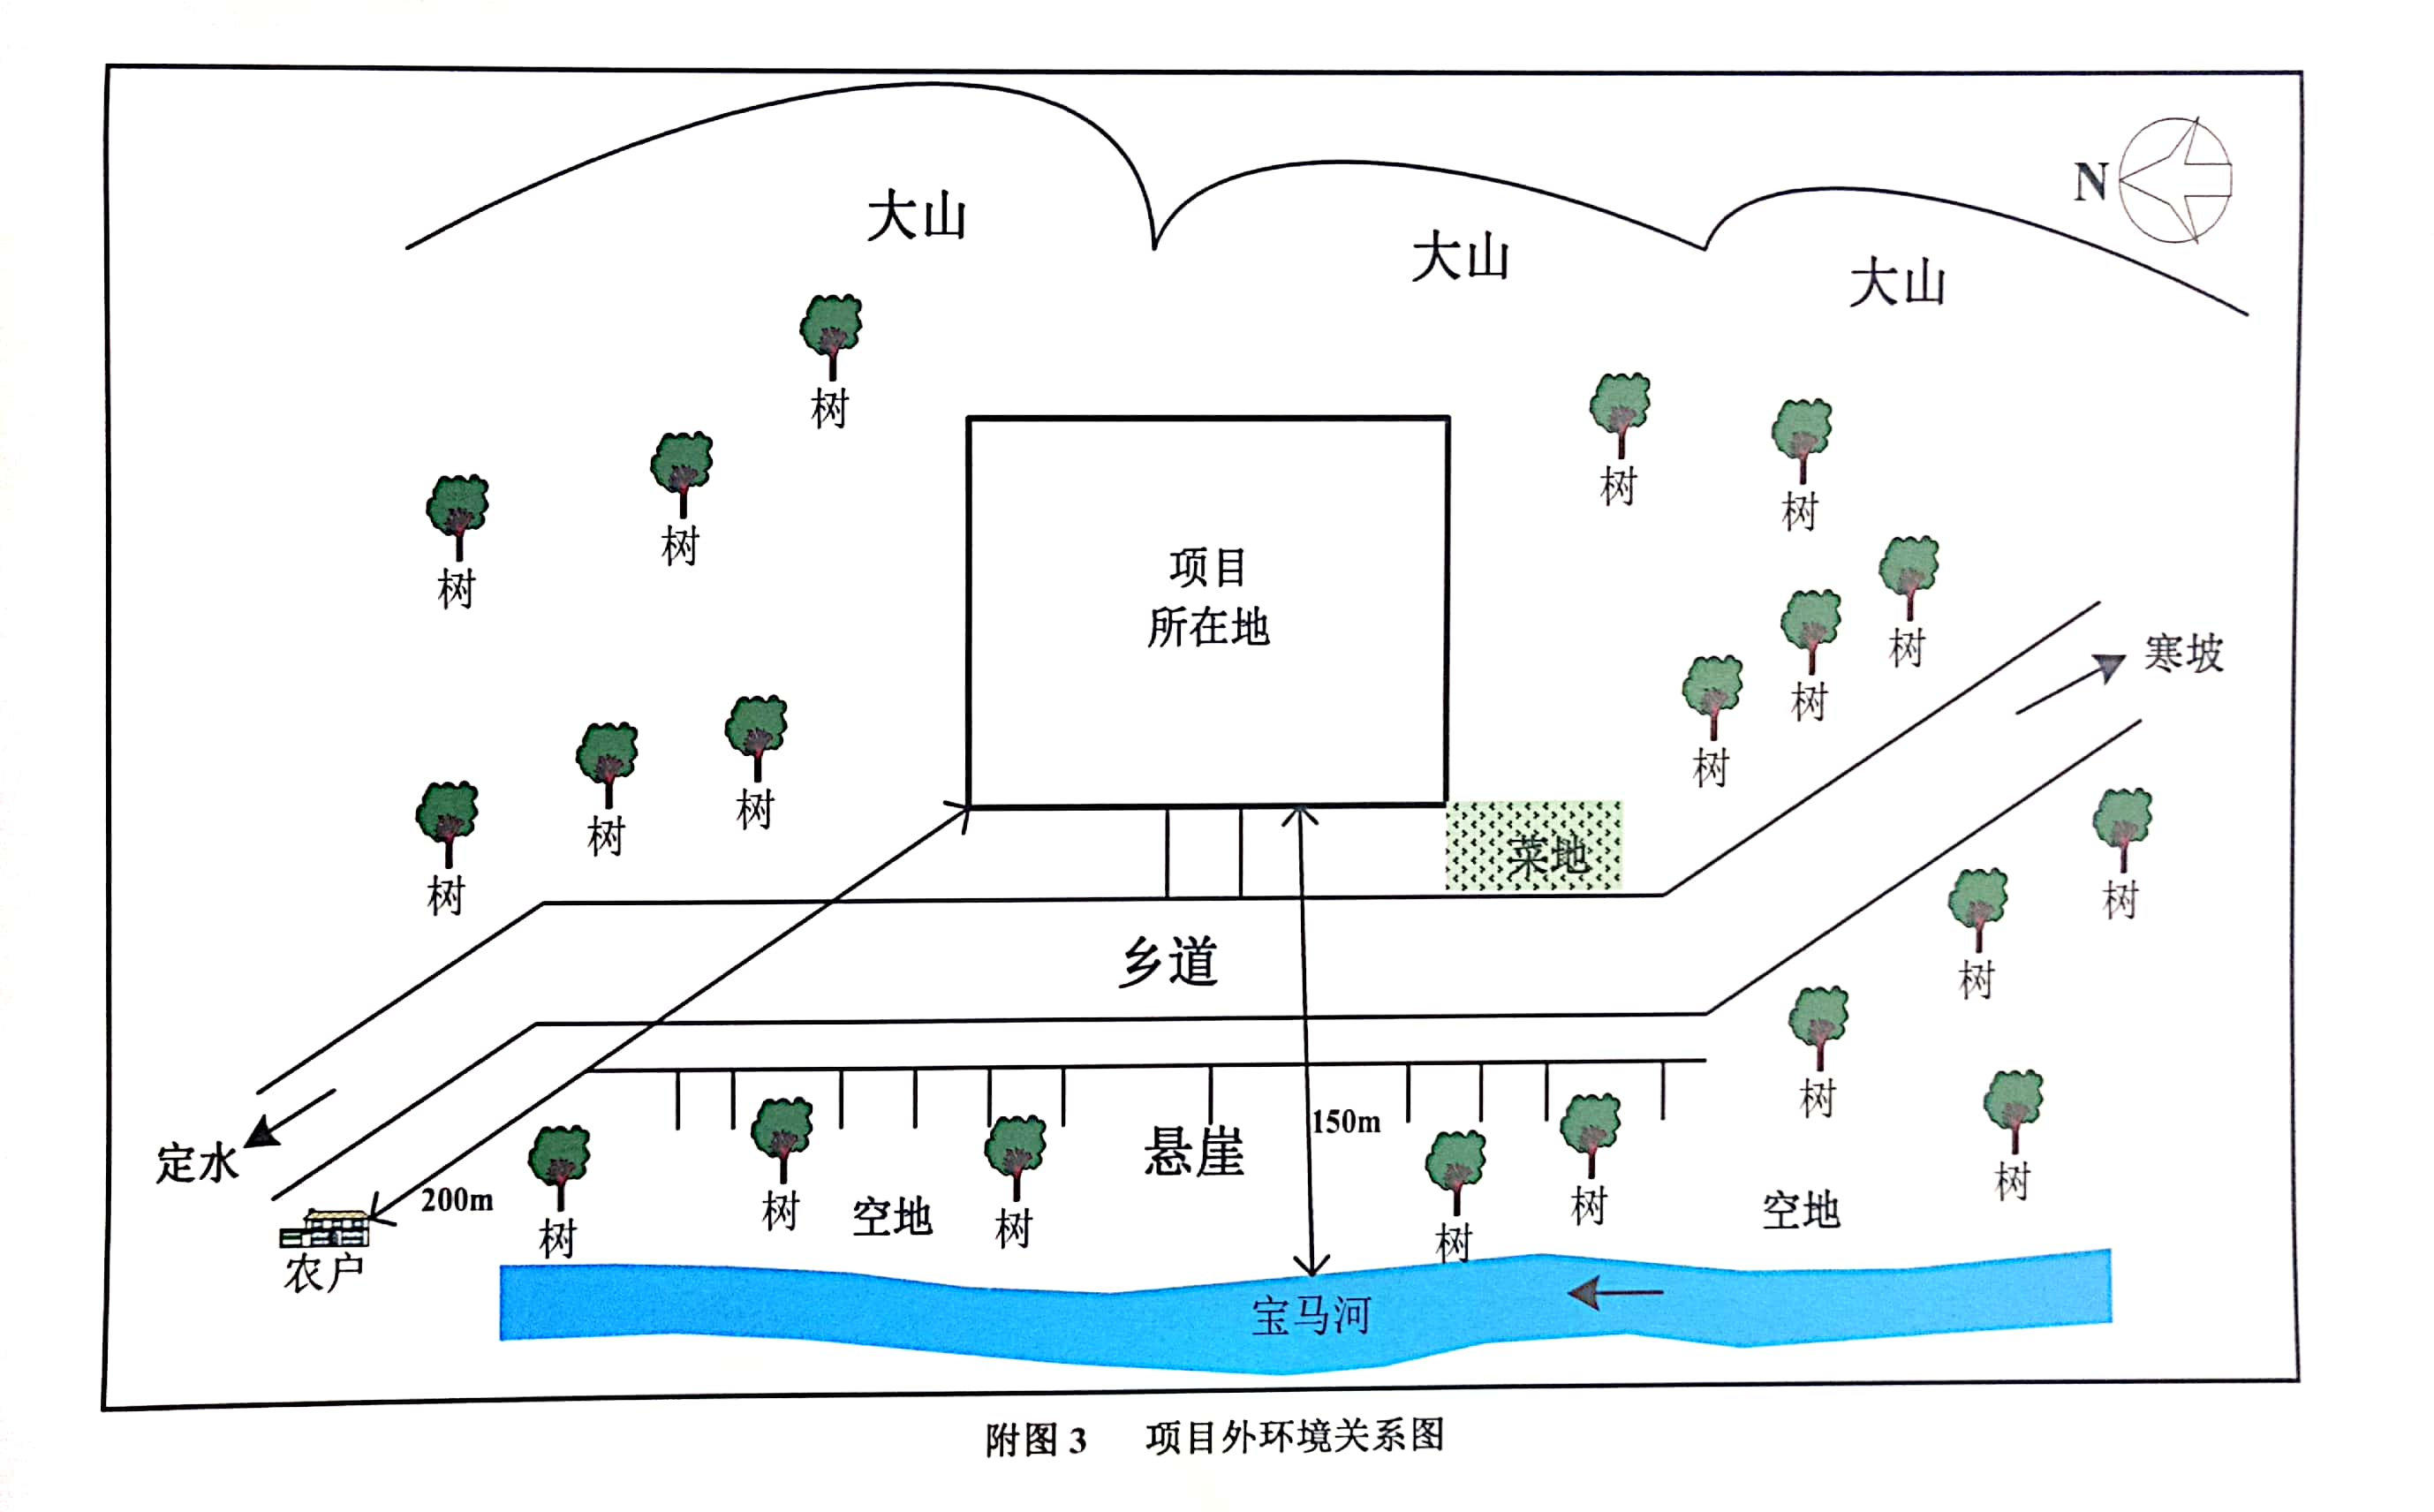 大山
大山
大山
N
树
树
树
树
树
树
树
树
树
树
树
项目
所在地
寒坡
菜地
树
树
树
树
乡道
定水
200m
150m
悬崖
树
树
空地
树
树
树
空地
农户
宝马河
附图 3 项目外环境关系图